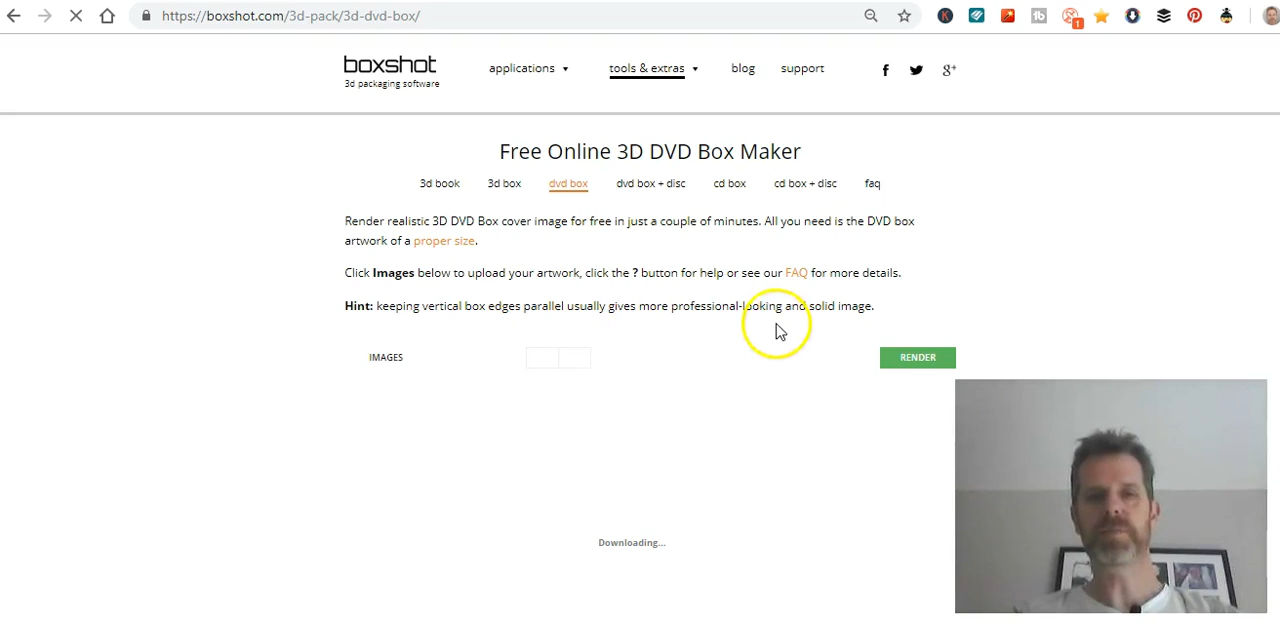 https://boxshot.com/3d-pack/3d-dvd-box/
1
boxshot
3d packaging software
applications
tools & extras
blog
support
Free Online 3D DVD Box Maker
3d book
3d box
dvd box
dvd box + disc
cd box
cd box + disc
faq
Render realistic 3D DVD Box cover image for free in just a couple of minutes. All you need is the DVD box
artwork of a proper size.
Click Images below to upload your artwork, click the ? button for help or see our FAQ for more details.
Hint: keeping vertical box edges parallel usually gives more professional-looking and solid image.
IMAGES
RENDER
Downloading...